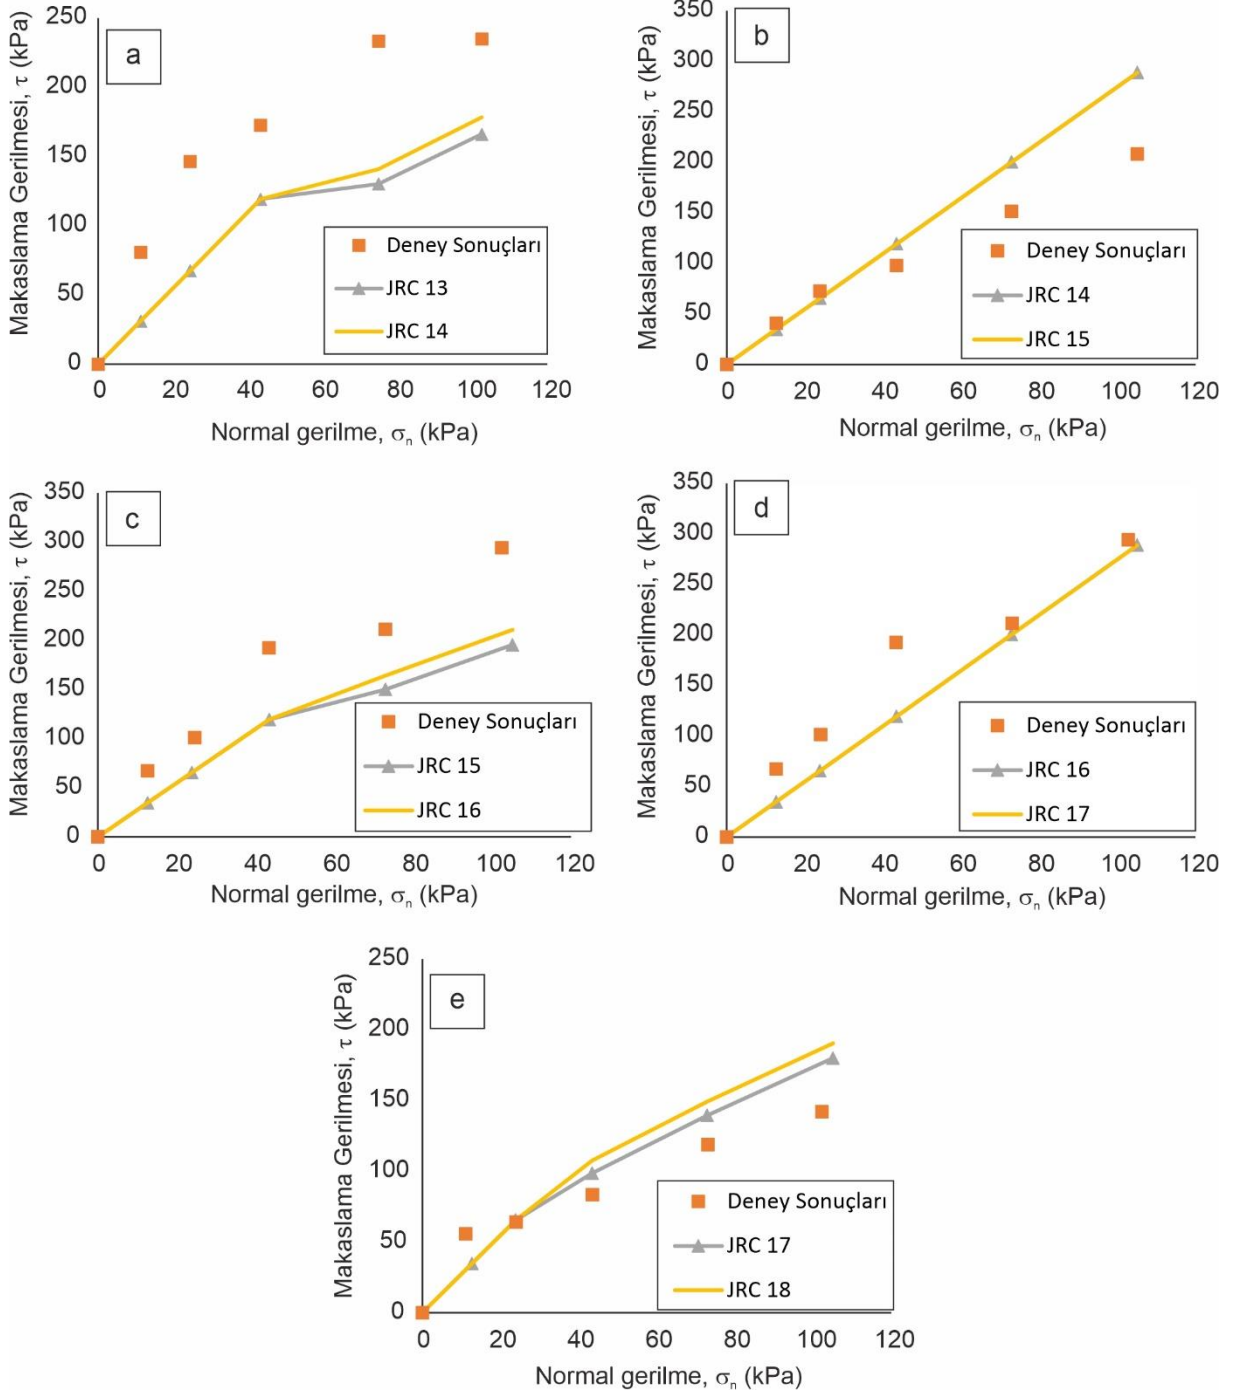 a
Makaslama Gerilmesi, τ (kPa)
250
200
150
100
50
0
Deney Sonuçları
JRC 13
JRC 14
0 20 40 60 80 100 120
Normal gerilme, σn (kPa)
b
Makaslama Gerilmesi, τ (kPa)
350
300
250
200
150
100
50
0
Deney Sonuçları
JRC 14
JRC 15
0 20 40 60 80 100 120
Normal gerilme, σn (kPa)
c
Makaslama Gerilmesi, τ (kPa)
350
300
250
200
150
100
50
0
Deney Sonuçları
JRC 15
JRC 16
0 20 40 60 80 100 120
Normal gerilme, σn (kPa)
d
Makaslama Gerilmesi, τ (kPa)
350
300
250
200
150
100
50
0
Deney Sonuçları
JRC 16
JRC 17
0 20 40 60 80 100 120
Normal gerilme, σn (kPa)
e
Makaslama Gerilmesi, τ (kPa)
250
200
150
100
50
0
Deney Sonuçları
JRC 17
JRC 18
0 20 40 60 80 100 120
Normal gerilme, σn (kPa)